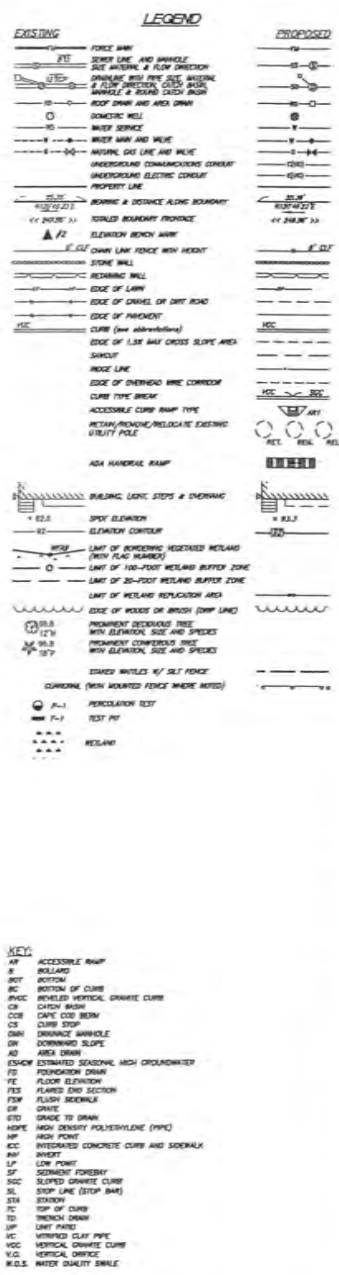 LEGEND
EXISTING
PROPOSED
FORCE MAIN
SEWER LINE AND MANHOLE
SIZE MATERIAL & FLOW DIRECTION
DRAINLINE WITH PIPE SIZE, MATERIAL
& FLOW DIRECTION, CATCH BASIN,
MANHOLE & ROUND CATCH BASIN
ROOF DRAIN AND AREA DRAIN
DOMESTIC WELL
WATER SERVICE
WATER MAIN AND VALVE
NATURAL GAS LINE AND VALVE
UNDERGROUND COMMUNICATIONS CONDUIT
UNDERGROUND ELECTRIC CONDUIT
PROPERTY LINE
BEARING & DISTANCE ALONG BOUNDARY
TOTALED BOUNDARY FRONTAGE
#2 ELEVATION BENCH MARK
6' CLF CHAIN LINK FENCE WITH HEIGHT 6' CLF
STONE WALL
RETAINING WALL
EDGE OF LAWN
EDGE OF GRAVEL OR DIRT ROAD
EDGE OF PAVEMENT
VGC CURB (see abbreviations) VGC
EDGE OF 1.5% MAX CROSS SLOPE AREA
SAWCUT
RIDGE LINE
EDGE OF OVERHEAD WIRE CORRIDOR
CURB TYPE BREAK VGC SGC
ACCESSIBLE CURB RAMP TYPE AR1
RETAIN/REMOVE/RELOCATE EXISTING
UTILITY POLE
RET. REM. REL
ADA HANDRAIL RAMP
BUILDING, LIGHT, STEPS & OVERHANG
SPOT ELEVATION
ELEVATION CONTOUR
LIMIT OF BORDERING VEGETATED WETLAND
(WITH FLAG NUMBER)
LIMIT OF 100-FOOT WETLAND BUFFER ZONE
LIMIT OF 20-FOOT WETLAND BUFFER ZONE
LIMIT OF WETLAND REPLICATION AREA
EDGE OF WOODS OR BRUSH (DRIP LINE)
PROMINENT DECIDUOUS TREE
WITH ELEVATION, SIZE AND SPECIES
PROMINENT CONIFEROUS TREE
WITH ELEVATION, SIZE AND SPECIES
STAKED WATTLES W/ SILT FENCE
GUARDRAIL (WITH MOUNTED FENCE WHERE NOTED)
P-1 PERCOLATION TEST
T-1 TEST PIT
WETLAND
KEY:
AR ACCESSIBLE RAMP
B BOLLARD
BOT BOTTOM
BC BOTTOM OF CURB
BVGC BEVELED VERTICAL GRANITE CURB
CB CATCH BASIN
CCB CAPE COD BERM
CS CURB STOP
DMH DRAINAGE MANHOLE
DN DOWNWARD SLOPE
AD AREA DRAIN
ESHGW ESTIMATED SEASONAL HIGH GROUNDWATER
FD FOUNDATION DRAIN
FE FLOOR ELEVATION
FES FLARED END SECTION
FSW FLUSH SIDEWALK
GR GRATE
GTD GRADE TO DRAIN
HDPE HIGH DENSITY POLYETHYLENE (PIPE)
HP HIGH POINT
ICC INTEGRATED CONCRETE CURB AND SIDEWALK
INV INVERT
LP LOW POINT
SF SEDIMENT FOREBAY
SGC SLOPED GRANITE CURB
SL STOP LINE (STOP BAR)
STA STATION
TC TOP OF CURB
TD TRENCH DRAIN
UP UNIT PATIO
VC VITRIFIED CLAY PIPE
VGC VERTICAL GRANITE CURB
V.O. VERTICAL ORIFICE
W.Q.S. WATER QUALITY SWALE